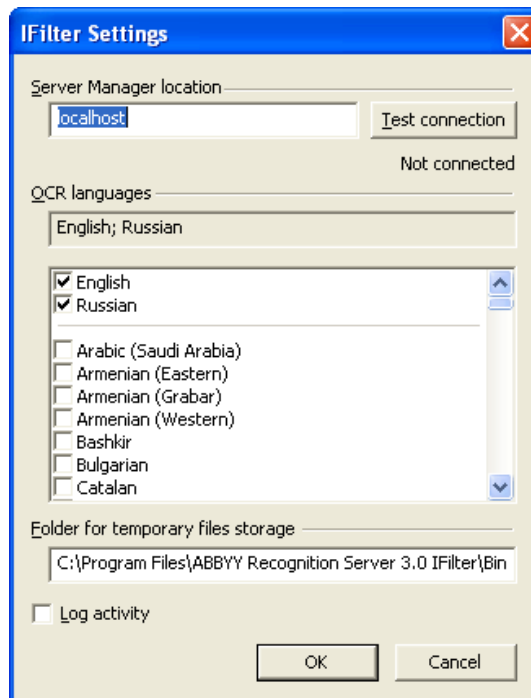 IFilter Settings
Server Manager location
localhost
Test connection
Not connected
OCR languages
English; Russian
English
Russian
Arabic (Saudi Arabia)
Armenian (Eastern)
Armenian (Grabar)
Armenian (Western)
Bashkir
Bulgarian
Catalan
Folder for temporary files storage
C:\Program Files\ABBYY Recognition Server 3.0 IFilter\Bin
Log activity
OK
Cancel